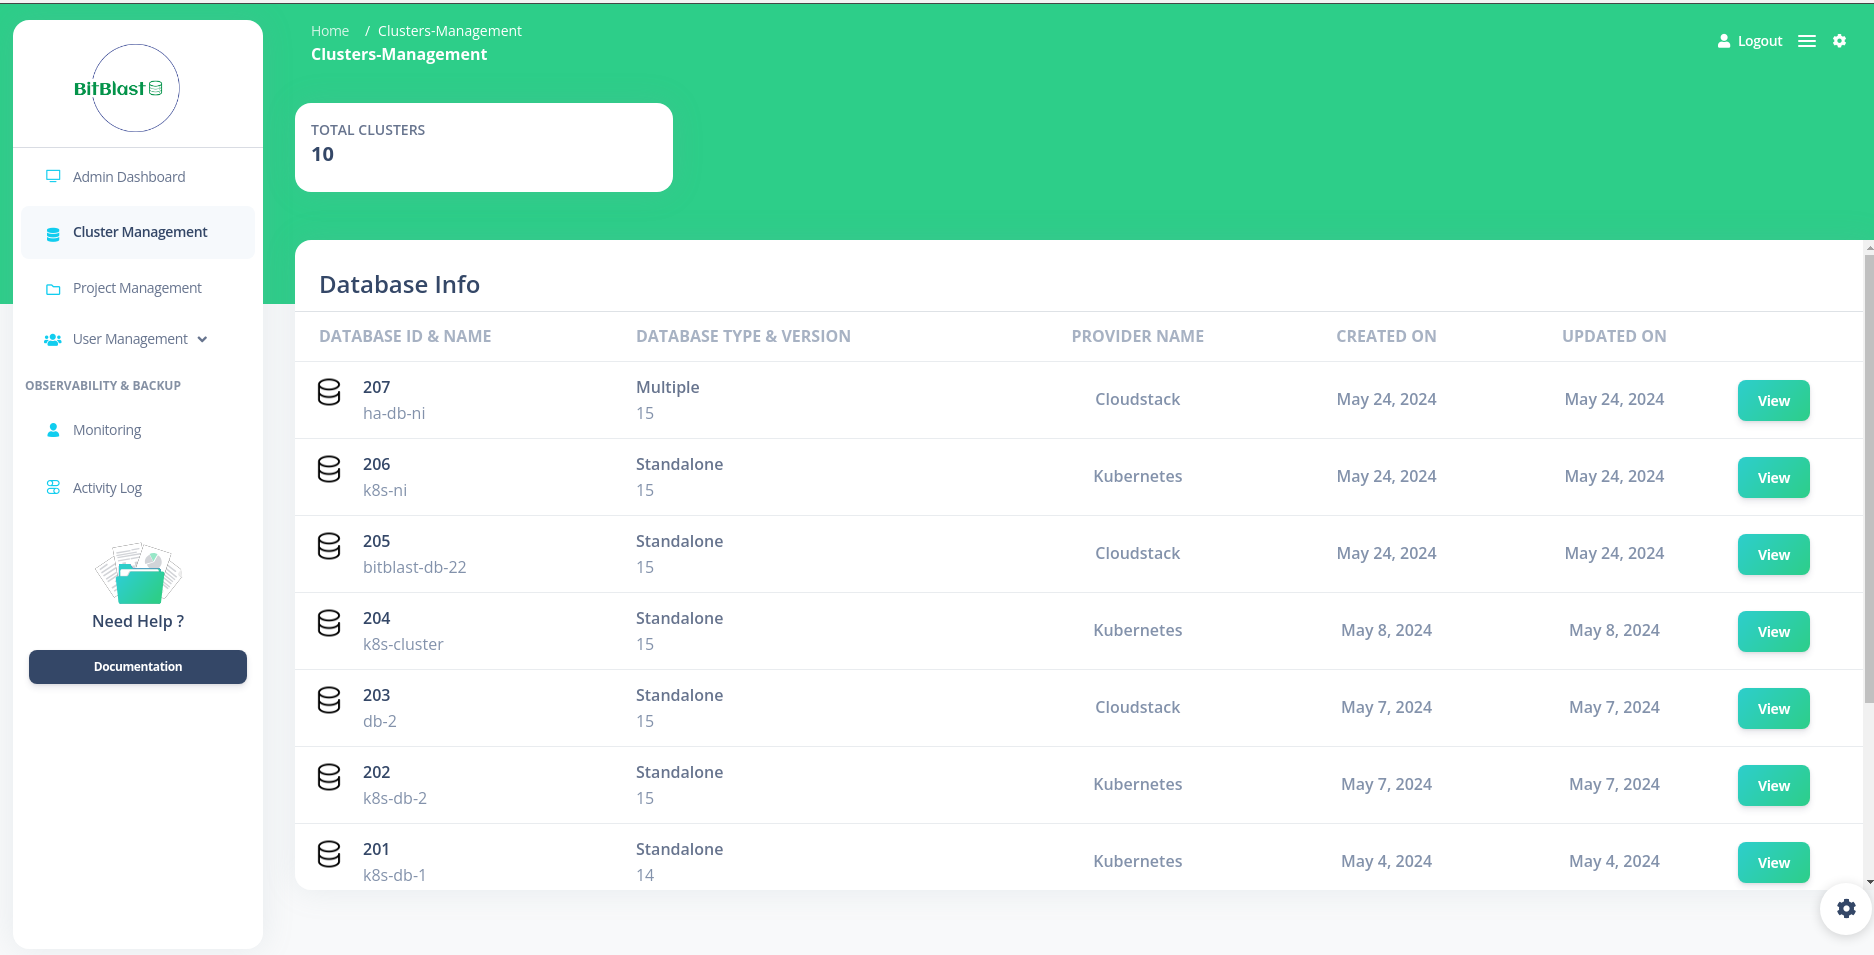 BitBlast
Admin Dashboard
Cluster Management
Project Management
User Management
OBSERVABILITY & BACKUP
Monitoring
Activity Log
Need Help ?
Documentation
Home / Clusters-Management
Clusters-Management
Logout
TOTAL CLUSTERS
10
Database Info
DATABASE ID & NAME DATABASE TYPE & VERSION PROVIDER NAME CREATED ON UPDATED ON
207 Multiple
ha-db-ni 15 Cloudstack May 24, 2024 May 24, 2024 View
206 Standalone
k8s-ni 15 Kubernetes May 24, 2024 May 24, 2024 View
205 Standalone
bitblast-db-22 15 Cloudstack May 24, 2024 May 24, 2024 View
204 Standalone
k8s-cluster 15 Kubernetes May 8, 2024 May 8, 2024 View
203 Standalone
db-2 15 Cloudstack May 7, 2024 May 7, 2024 View
202 Standalone
k8s-db-2 15 Kubernetes May 7, 2024 May 7, 2024 View
201 Standalone
k8s-db-1 14 Kubernetes May 4, 2024 May 4, 2024 View